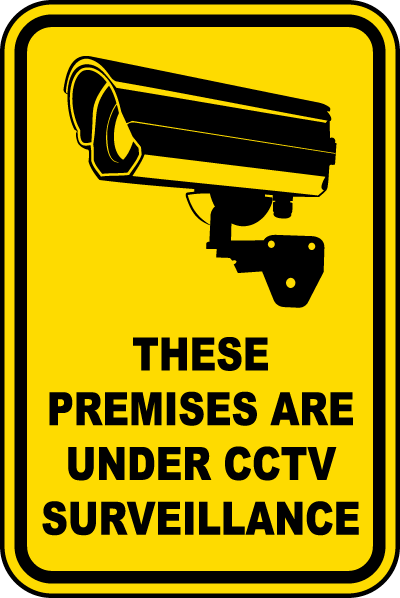 THESE
PREMISES ARE
UNDER CCTV
SURVEILLANCE